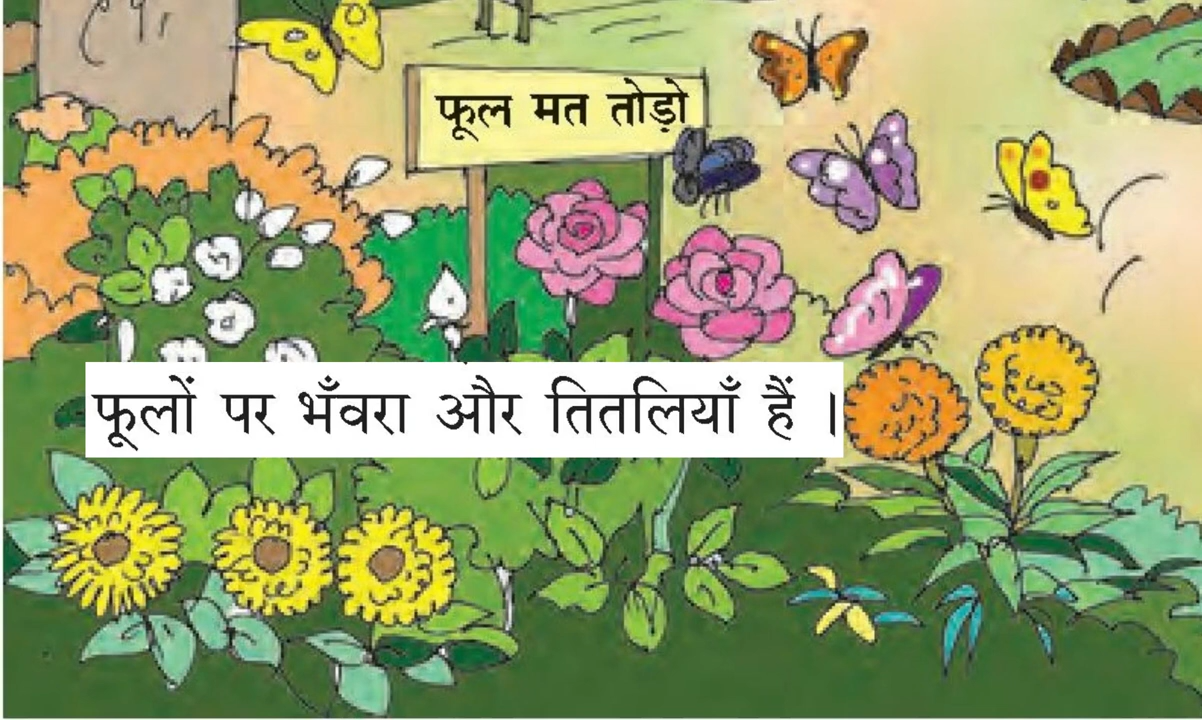 फूल मत तोड़ो
फूलों पर भँवरा और तितलियाँ हैं ।